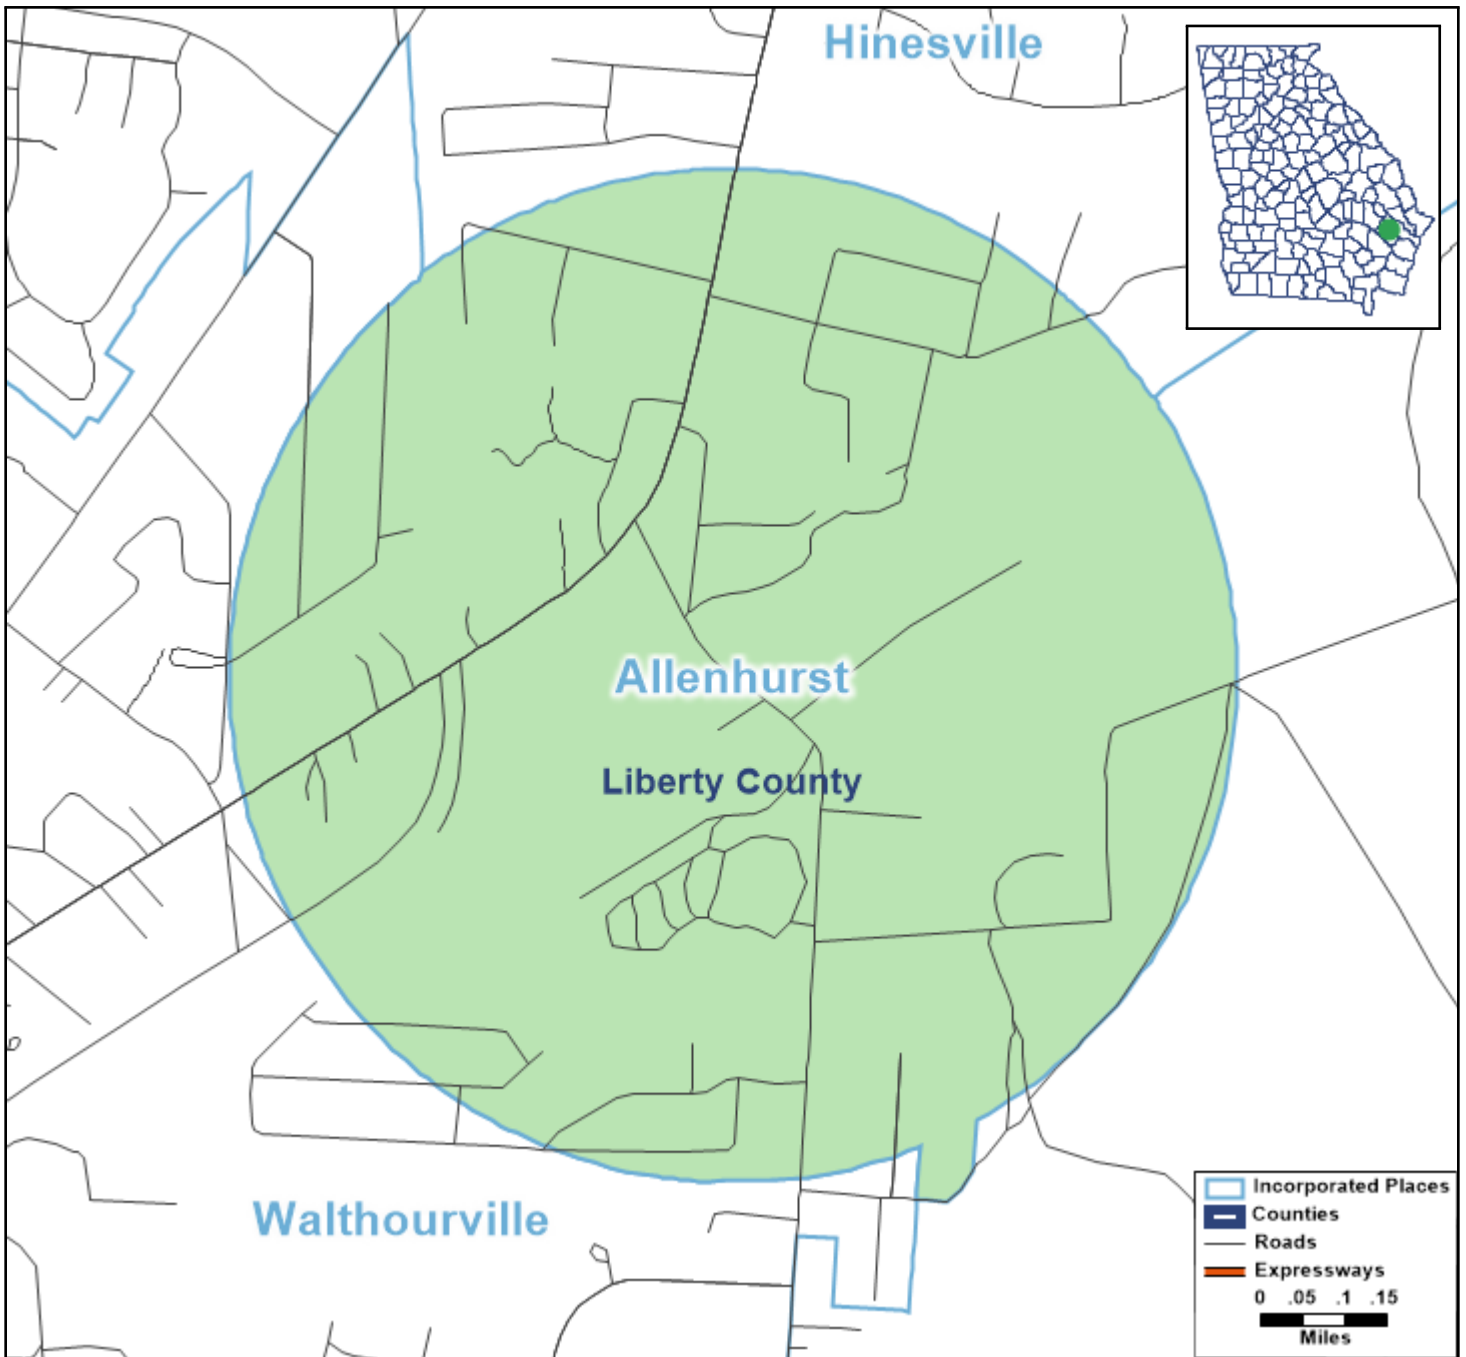 Hinesville
Allenhurst
Liberty County
Walthourville
Incorporated Places
Counties
Roads
Expressways
0 .05 .1 .15
Miles